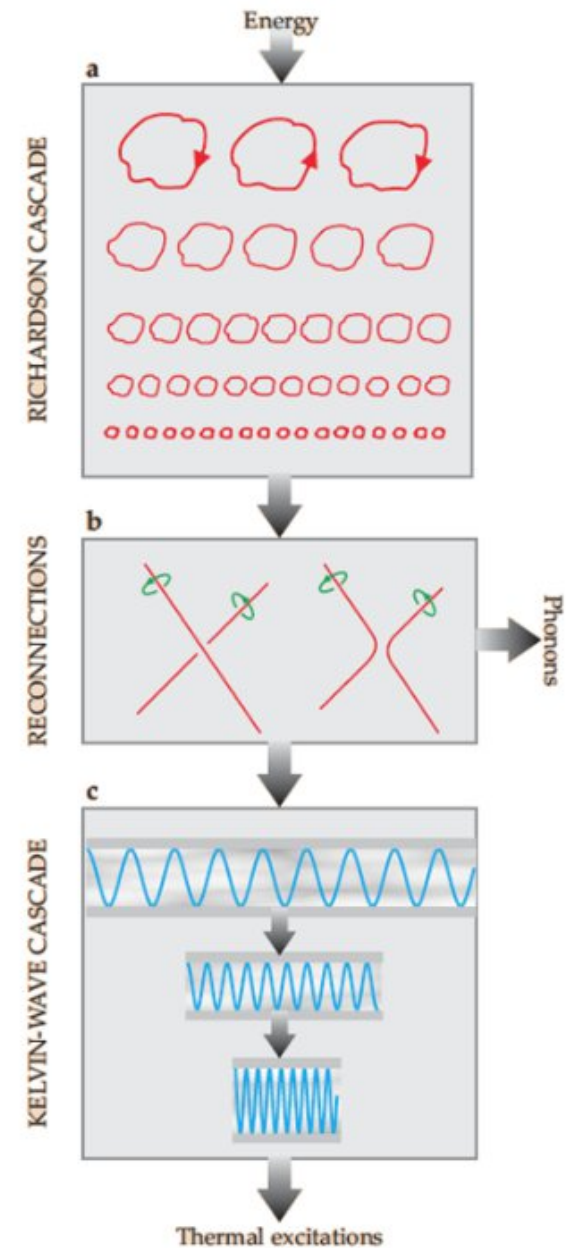 Energy
a
RICHARDSON CASCADE
b
RECONNECTIONS
Phonons
c
KELVIN-WAVE CASCADE
Thermal excitations